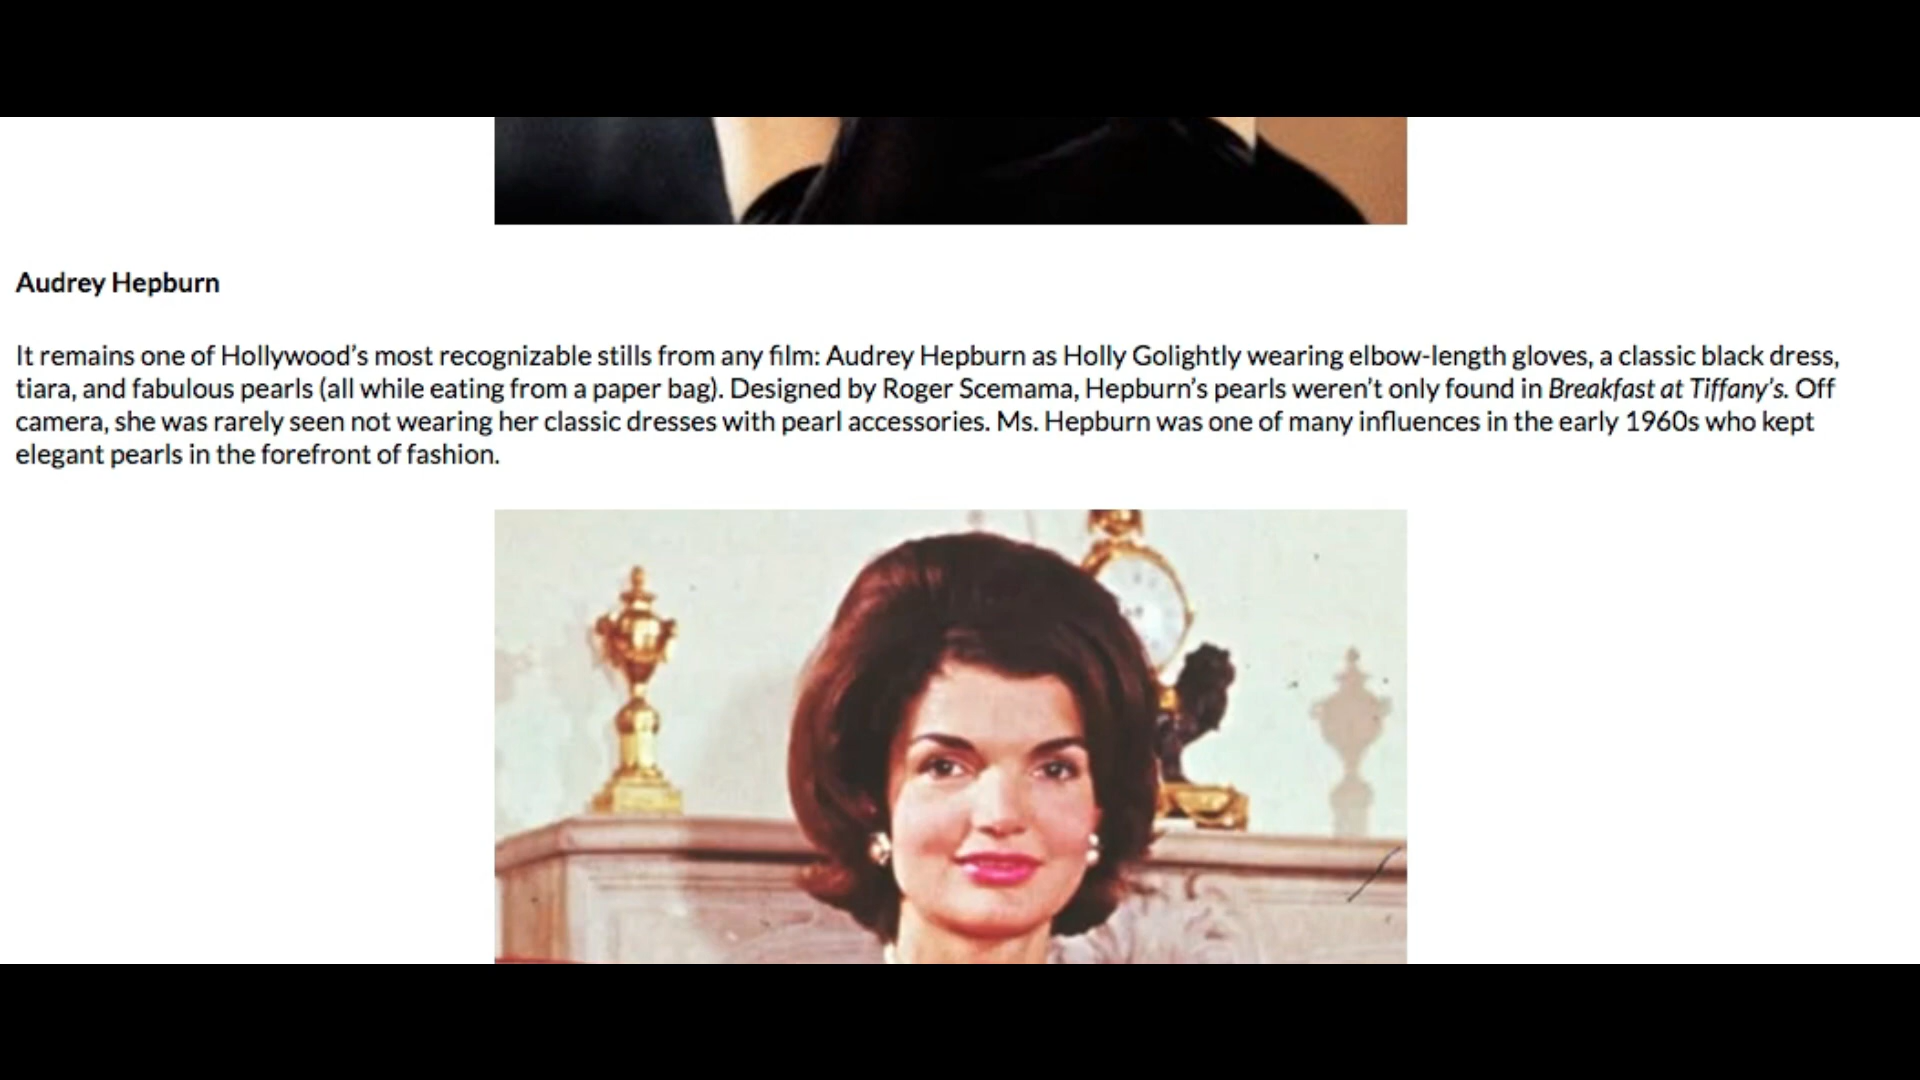 Audrey Hepburn
It remains one of Hollywood’s most recognizable stills from any film: Audrey Hepburn as Holly Golightly wearing elbow-length gloves, a classic black dress,
tiara, and fabulous pearls (all while eating from a paper bag). Designed by Roger Scemama, Hepburn’s pearls weren’t only found in Breakfast at Tiffany’s. Off
camera, she was rarely seen not wearing her classic dresses with pearl accessories. Ms. Hepburn was one of many influences in the early 1960s who kept
elegant pearls in the forefront of fashion.